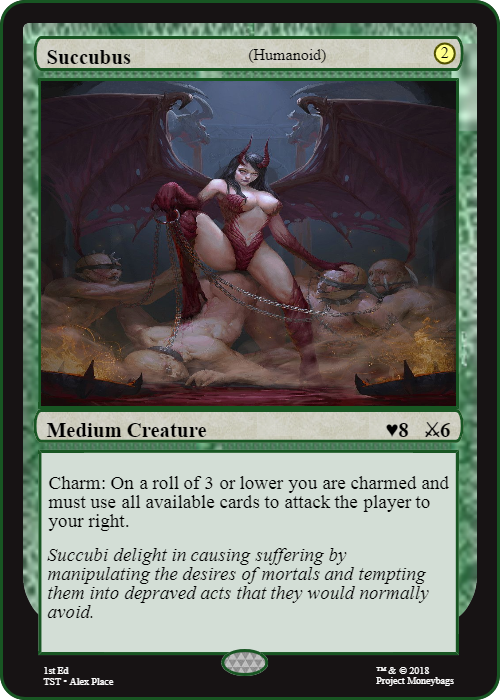 Succubus (Humanoid) 2
Medium Creature ♥8 ⚔6
Charm: On a roll of 3 or lower you are charmed and
must use all available cards to attack the player to
your right.
Succubi delight in causing suffering by
manipulating the desires of mortals and tempting
them into depraved acts that they would normally
avoid.
1st Ed
TST • Alex Place
™ & © 2018
Project Moneybags